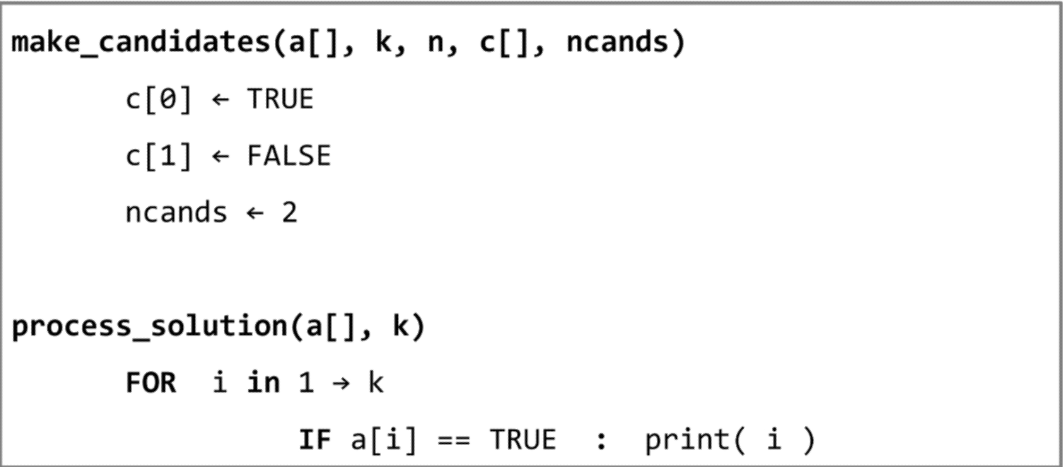 make_candidates(a[], k, n, c[], ncands)
c[0] ← TRUE
c[1] ← FALSE
ncands ← 2
process_solution(a[], k)
FOR i in 1 → k
IF a[i] == TRUE : print( i )